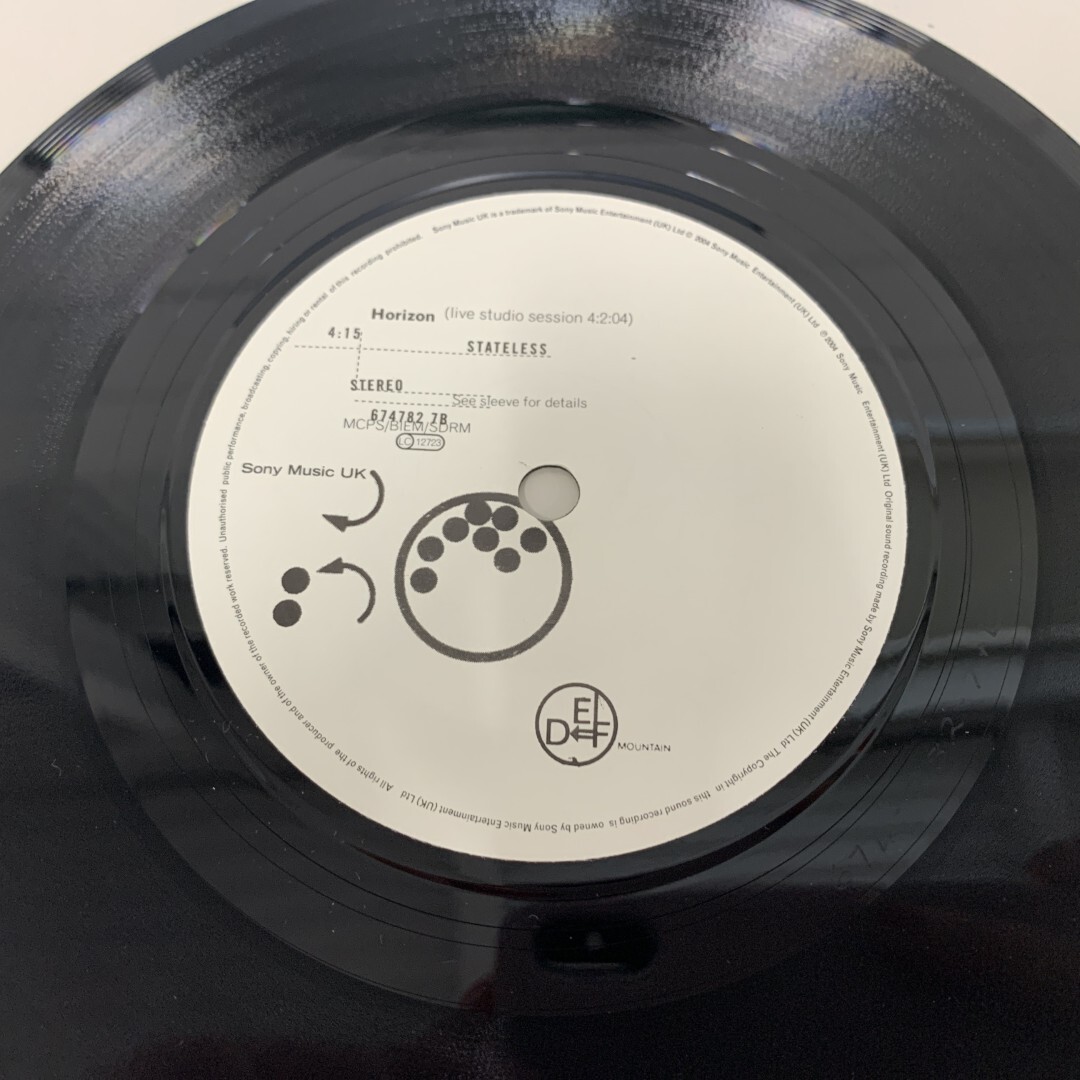 Horizon (live studio session 4:2:04)
4:15
STATELESS
STEREO
See sleeve for details
674782 7B
MCPS/BIEM/SDRM
LC 12723
Sony Music UK
DEF
MOUNTAIN
Sony Music UK is a trademark of Sony Music Entertainment (UK) Ltd © 2004 Sony Music Entertainment (UK) Ltd ℗ 2004 Sony Music Entertainment (UK) Ltd Original sound recording made by Sony Music Entertainment (UK) Ltd The Copyright in this sound recording is owned by Sony Music Entertainment (UK) Ltd All rights of the producer and of the owner of the recorded work reserved. Unauthorised public performance, broadcasting, copying, hiring or rental of this recording prohibited.